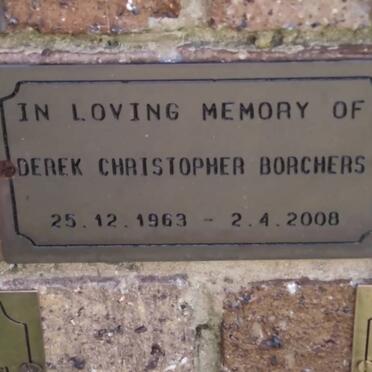 IN LOVING MEMORY OF
DEREK CHRISTOPHER BORCHERS
25.12.1963 - 2.4.2008